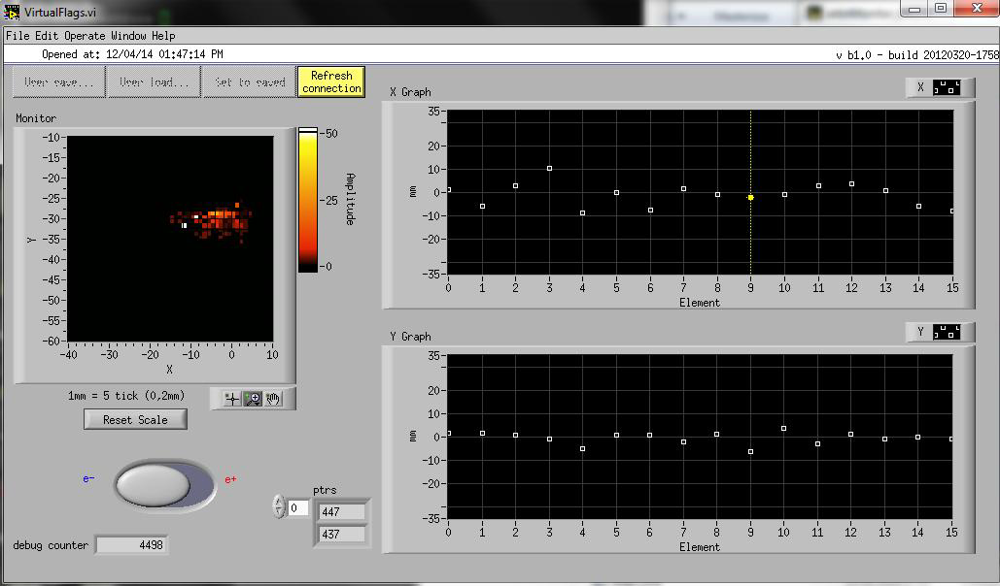 VirtualFlags.vi
File Edit Operate Window Help
Opened at: 12/04/14 01:47:14 PM
v b1.0 - build 20120320-1758
User save... User load... Set to saved Refresh connection
Monitor
-10
-15
-20
-25
-30
-35
-40
-45
-50
-55
-60
Y
-40 -30 -20 -10 0 10
X
50
25
0
Amplitude
1mm = 5 tick (0,2mm)
Reset Scale
e- e+
ptrs
0 447
437
debug counter 4498
X Graph X
35
20
10
0
-10
-20
-35
mm
0 1 2 3 4 5 6 7 8 9 10 11 12 13 14 15
Element
Y Graph Y
35
20
10
0
-10
-20
-35
mm
0 1 2 3 4 5 6 7 8 9 10 11 12 13 14 15
Element